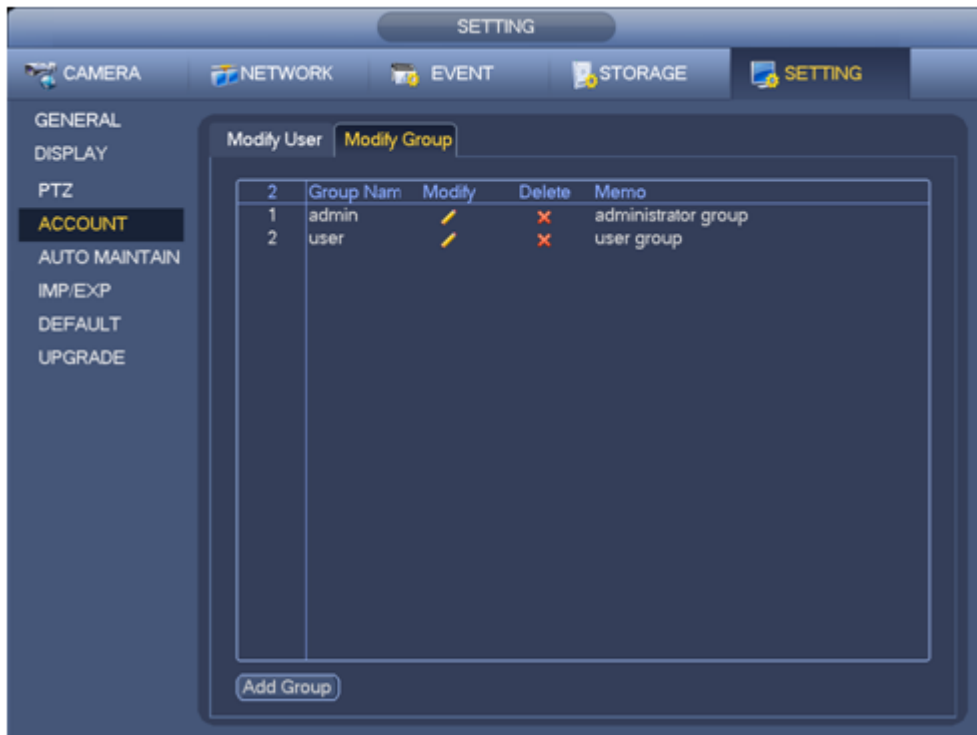 SETTING
CAMERA NETWORK EVENT STORAGE SETTING
GENERAL
DISPLAY
PTZ
ACCOUNT
AUTO MAINTAIN
IMP/EXP
DEFAULT
UPGRADE
Modify User Modify Group
2 Group Nam Modify Delete Memo
1 admin administrator group
2 user user group
Add Group